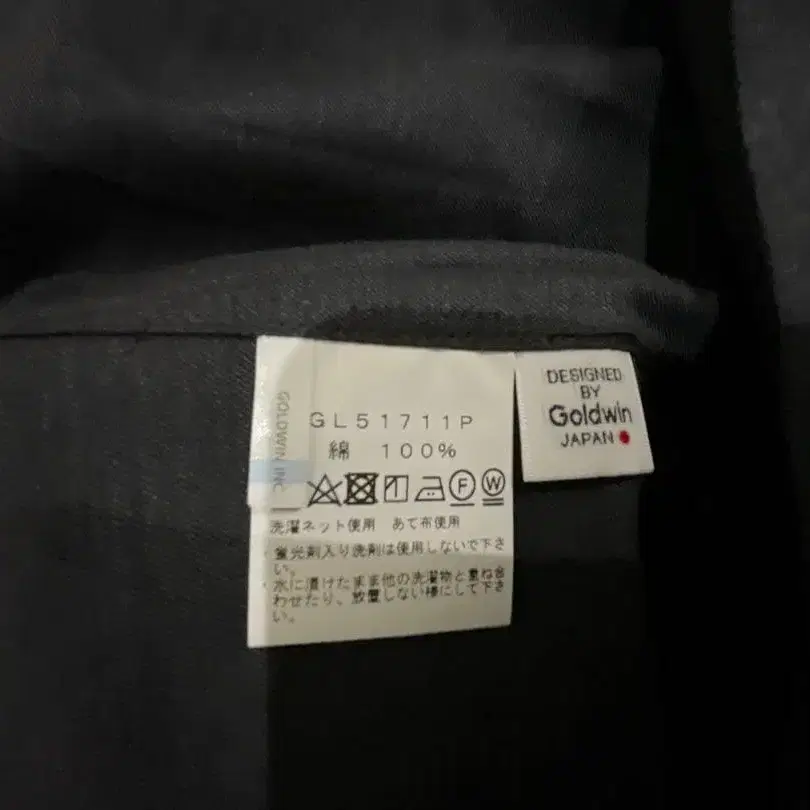 GL51711P
綿 100%
GOLDWIN INC
F W
洗濯ネット使用 あて布使用
・蛍光剤入り洗剤は使用しないで下さ
い。
・水に漬けたまま他の洗濯物と重ね合
わせたり、放置しない様にして下さ
い。
DESIGNED
BY
Goldwin
JAPAN